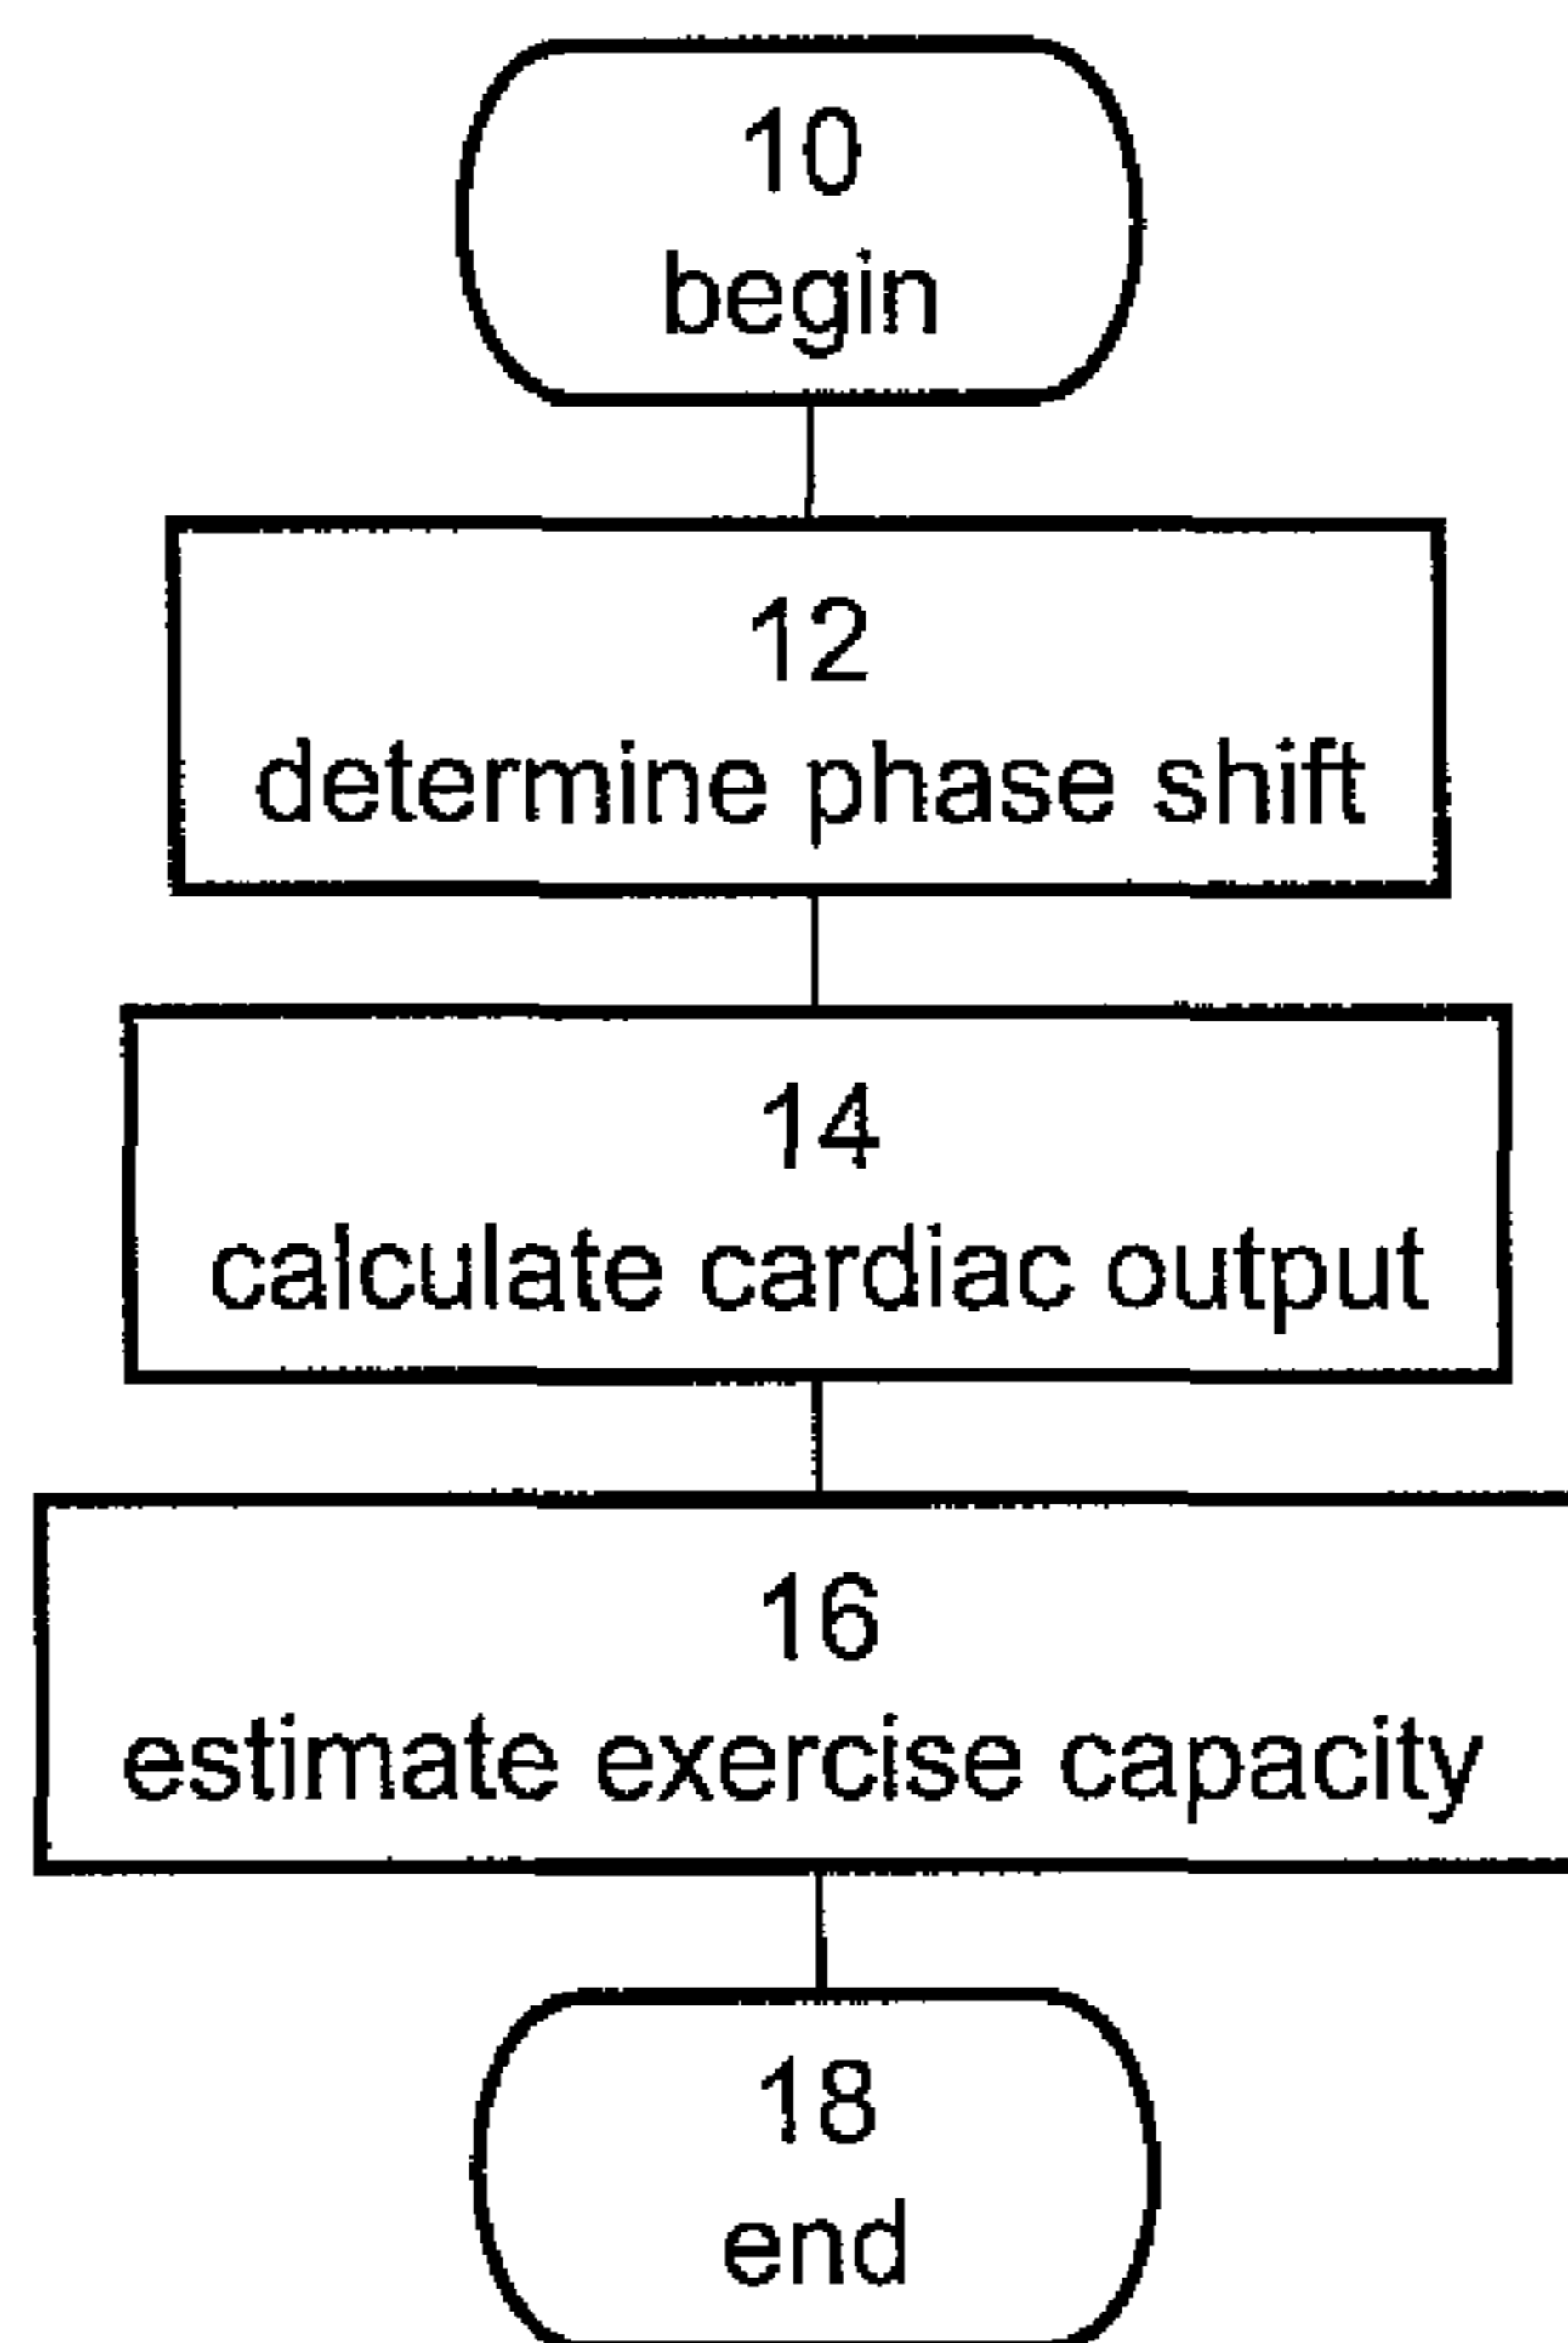 10
begin
12
determine phase shift
14
calculate cardiac output
16
estimate exercise capacity
18
end